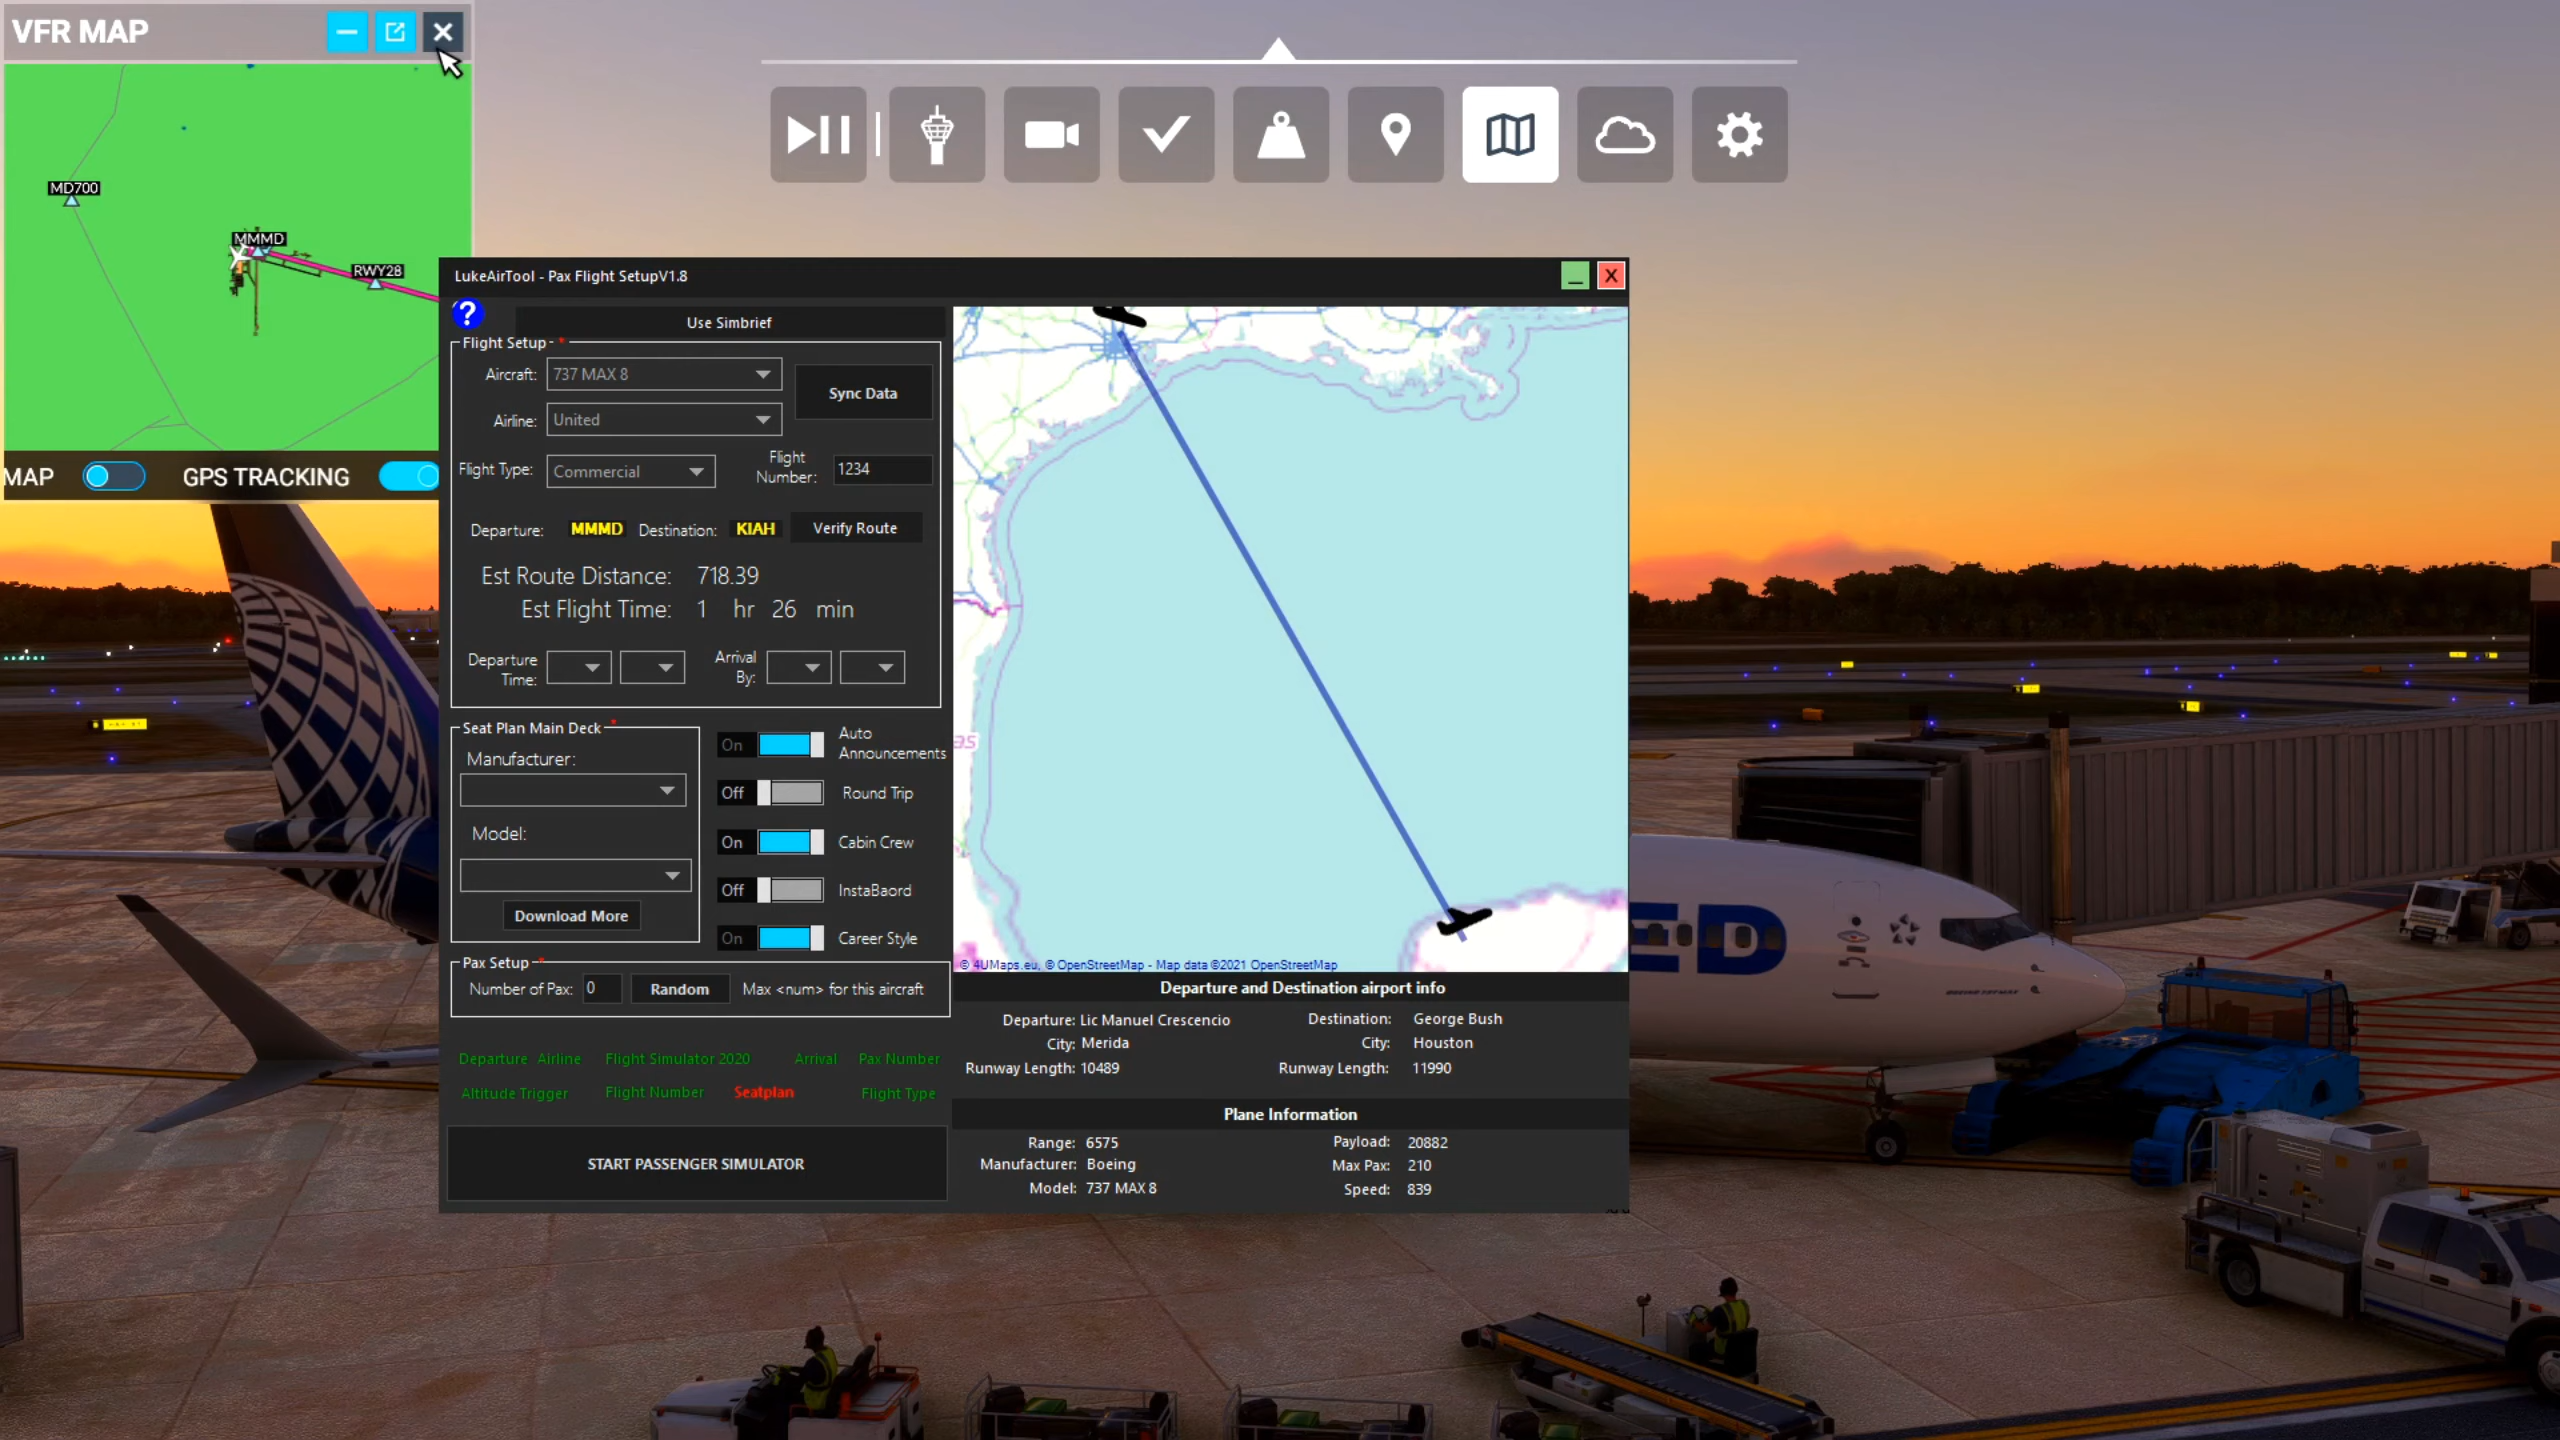 VFR MAP
MD700
MMMD
RWY28
MAP
GPS TRACKING
LukeAirTool - Pax Flight SetupV1.8
_
X
?
Use Simbrief
Flight Setup- *
Aircraft: 737 MAX 8
Sync Data
Airline: United
Flight Type: Commercial
Flight Number: 1234
Departure: MMMD Destination: KIAH Verify Route
Est Route Distance: 718.39
Est Flight Time: 1 hr 26 min
Departure Time:
Arrival By:
Seat Plan Main Deck *
Manufacturer:
Model:
Download More
On Auto Announcements
Off Round Trip
On Cabin Crew
Off InstaBaord
On Career Style
Pax Setup *
Number of Pax: 0 Random Max <num> for this aircraft
Departure Airline Flight Simulator 2020 Arrival Pax Number
Altitude Trigger Flight Number Seatplan Flight Type
START PASSENGER SIMULATOR
as
© 4UMaps.eu, © OpenStreetMap - Map data ©2021 OpenStreetMap
Departure and Destination airport info
Departure: Lic Manuel Crescencio Destination: George Bush
City: Merida City: Houston
Runway Length: 10489 Runway Length: 11990
Plane Information
Range: 6575 Payload: 20882
Manufacturer: Boeing Max Pax: 210
Model: 737 MAX 8 Speed: 839
ED